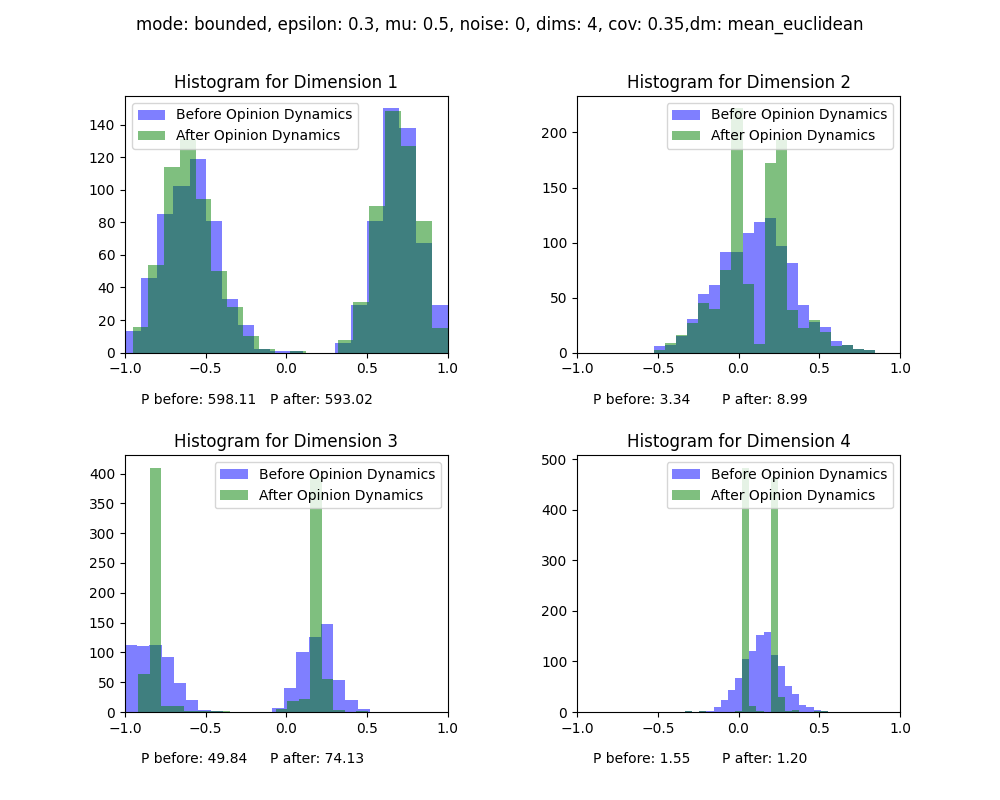 mode: bounded, epsilon: 0.3, mu: 0.5, noise: 0, dims: 4, cov: 0.35,dm: mean_euclidean
Histogram for Dimension 1
Before Opinion Dynamics
After Opinion Dynamics
140
120
100
80
60
40
20
0
−1.0 −0.5 0.0 0.5 1.0
P before: 598.11 P after: 593.02
Histogram for Dimension 2
Before Opinion Dynamics
After Opinion Dynamics
200
150
100
50
0
−1.0 −0.5 0.0 0.5 1.0
P before: 3.34 P after: 8.99
Histogram for Dimension 3
Before Opinion Dynamics
After Opinion Dynamics
400
350
300
250
200
150
100
50
0
−1.0 −0.5 0.0 0.5 1.0
P before: 49.84 P after: 74.13
Histogram for Dimension 4
Before Opinion Dynamics
After Opinion Dynamics
500
400
300
200
100
0
−1.0 −0.5 0.0 0.5 1.0
P before: 1.55 P after: 1.20